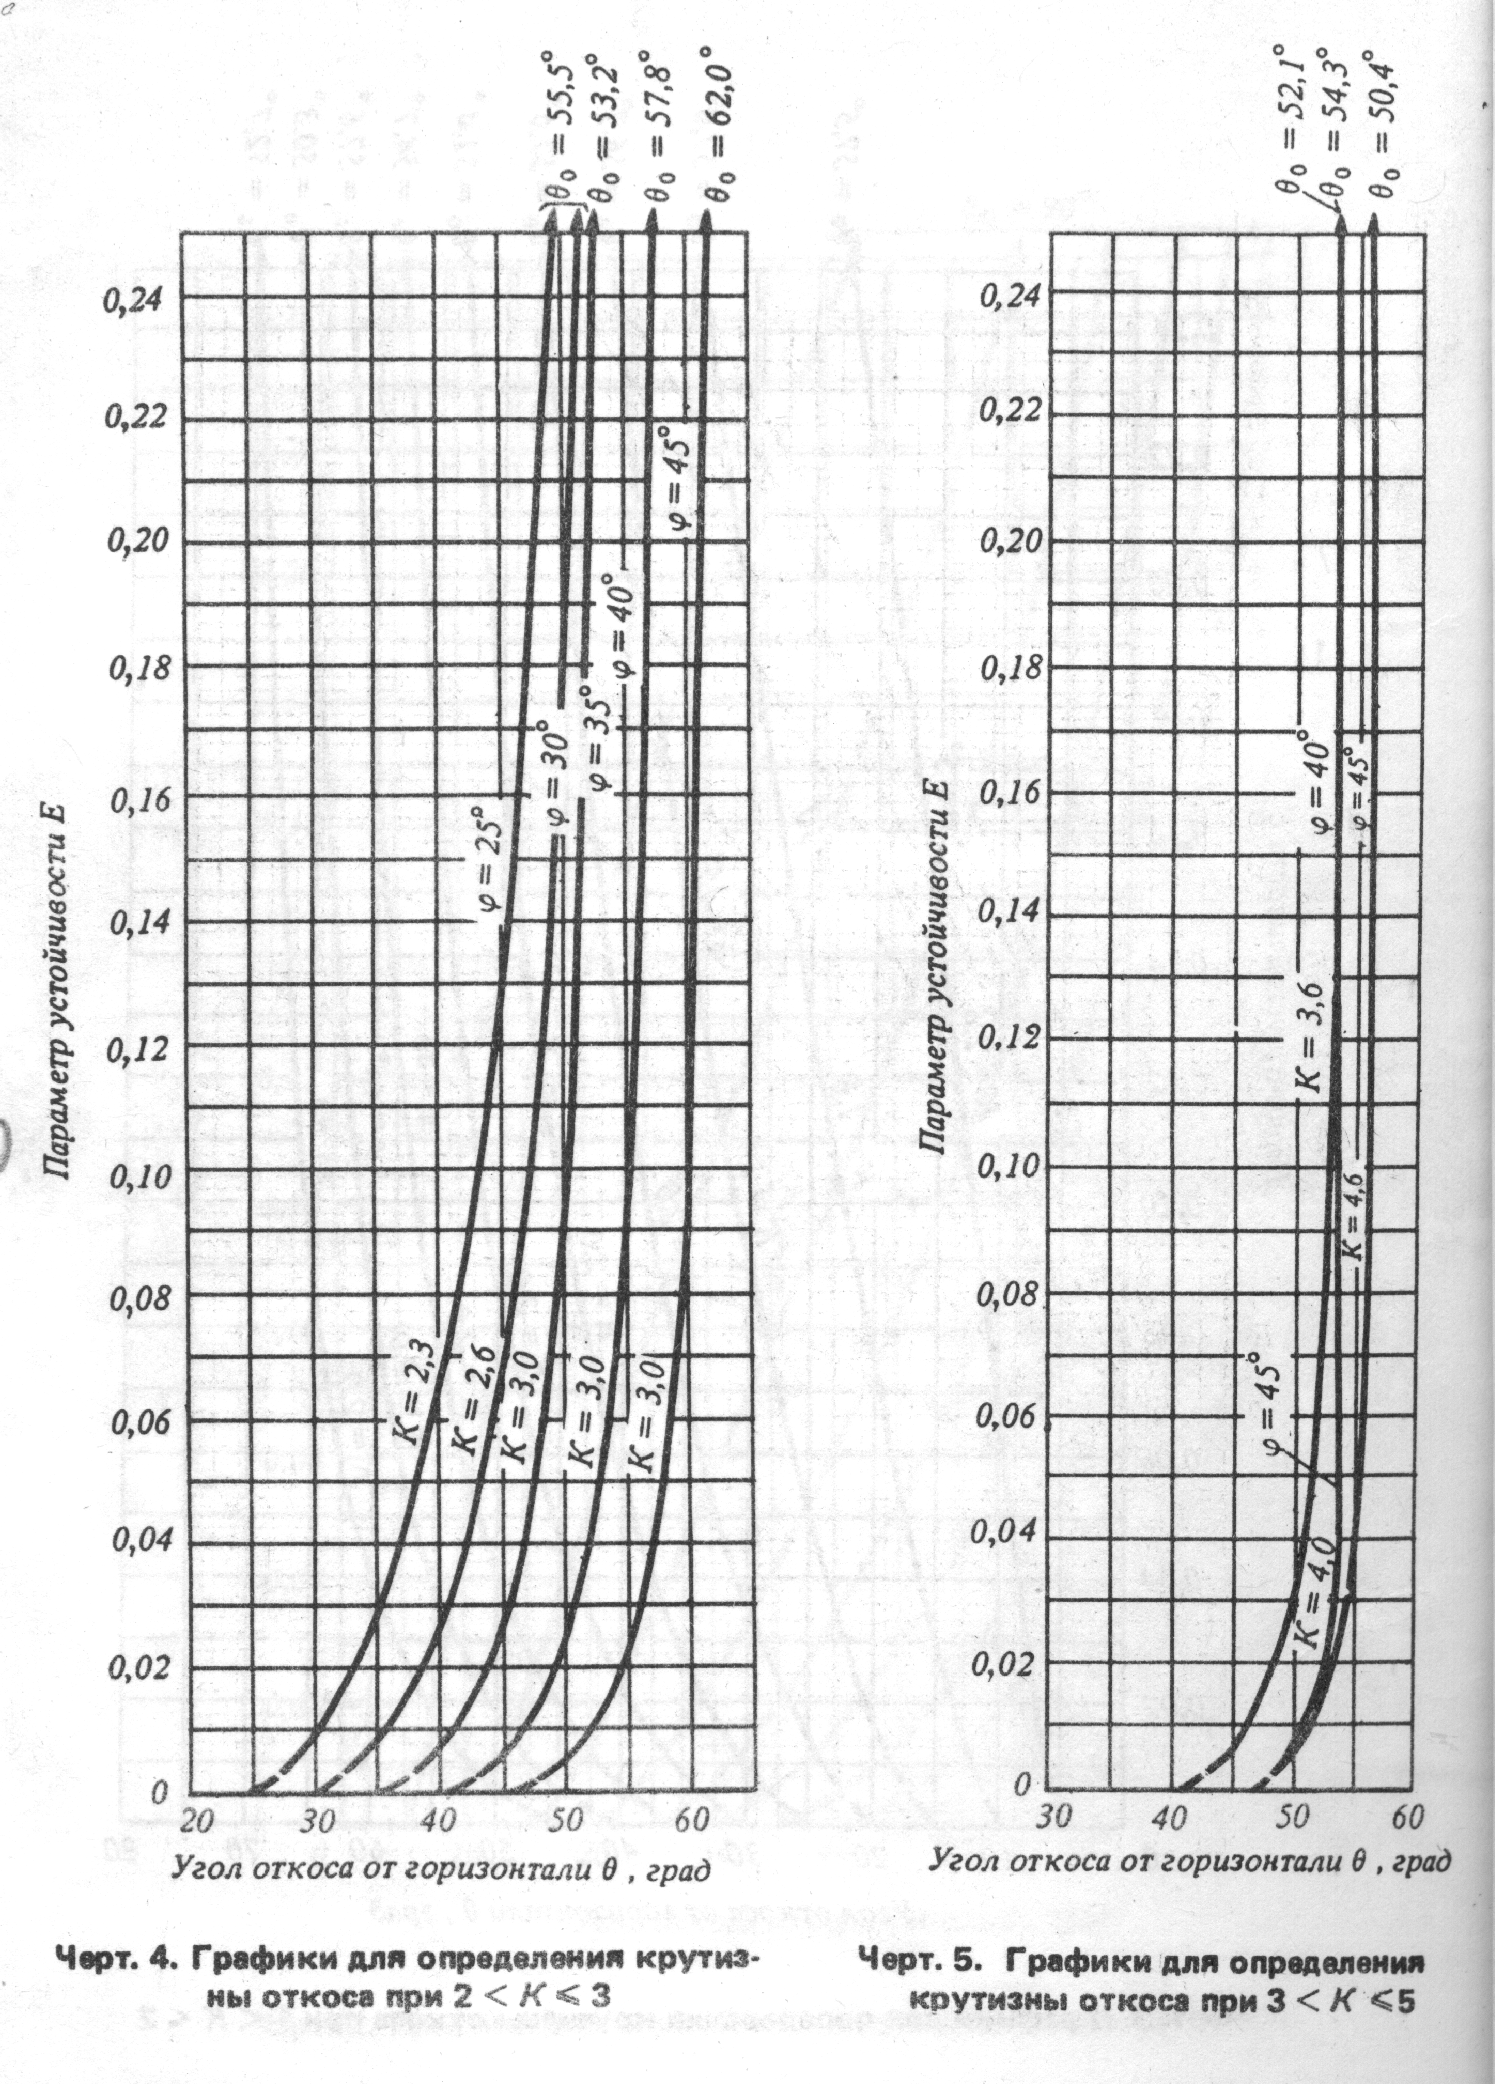 θ₀ = 55,5°
θ₀ = 53,2°
θ₀ = 57,8°
θ₀ = 62,0°
0,24
0,22
0,20
0,18
0,16
0,14
0,12
0,10
0,08
0,06
0,04
0,02
0
Параметр устойчивости E
φ = 45°
φ = 40°
φ = 35°
φ = 30°
φ = 25°
K = 2,3
K = 2,6
K = 3,0
K = 3,0
K = 3,0
20 30 40 50 60
Угол откоса от горизонтали θ , град
Черт. 4. Графики для определения крутиз-
ны откоса при 2 < K ⩽ 3
θ₀ = 52,1°
θ₀ = 54,3°
θ₀ = 50,4°
0,24
0,22
0,20
0,18
0,16
0,14
0,12
0,10
0,08
0,06
0,04
0,02
0
Параметр устойчивости E
φ = 40°
φ = 45°
K = 3,6
K = 4,6
φ = 45°
K = 4,0
30 40 50 60
Угол откоса от горизонтали θ , град
Черт. 5. Графики для определения
крутизны откоса при 3 < K ⩽5